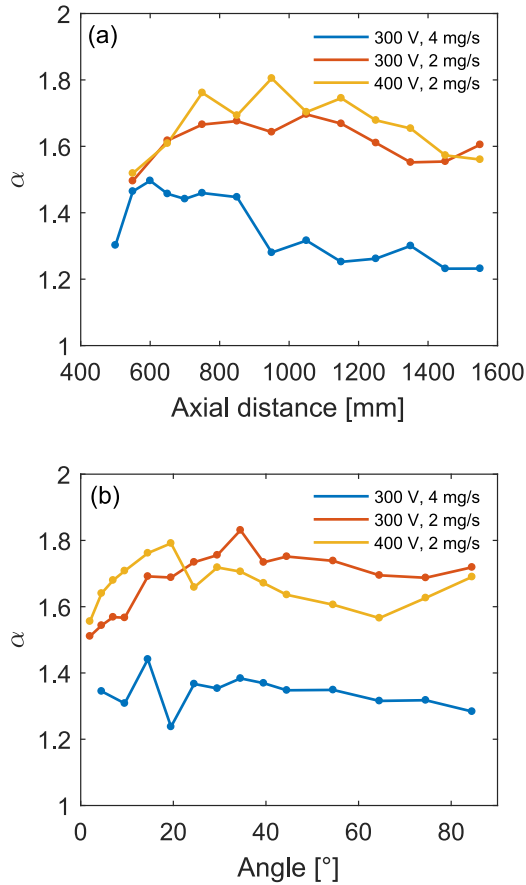 (a)
300 V, 4 mg/s
300 V, 2 mg/s
400 V, 2 mg/s
2
1.8
1.6
1.4
1.2
1
α
400 600 800 1000 1200 1400 1600
Axial distance [mm]
(b)
300 V, 4 mg/s
300 V, 2 mg/s
400 V, 2 mg/s
2
1.8
1.6
1.4
1.2
1
α
0 20 40 60 80
Angle [°]